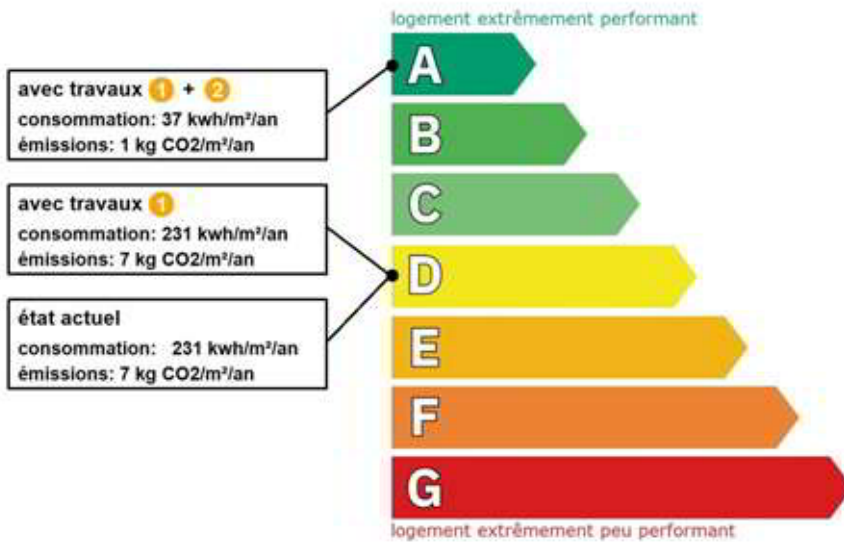 logement extrêmement performant
avec travaux 1 + 2
consommation: 37 kwh/m²/an
émissions: 1 kg CO2/m²/an
avec travaux 1
consommation: 231 kwh/m²/an
émissions: 7 kg CO2/m²/an
état actuel
consommation: 231 kwh/m²/an
émissions: 7 kg CO2/m²/an
A
B
C
D
E
F
G
logement extrêmement peu performant